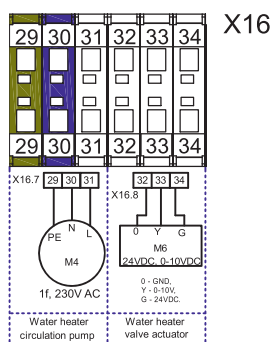 X16
29 30 31 32 33 34
29 30 31 32 33 34
X16.7 29 30 31
32 33 34
X16.8
PE N L
M4
1f, 230V AC
0 Y G
M6
24VDC, 0-10VDC
0 - GND,
Y - 0-10V,
G - 24VDC.
Water heater
circulation pump
Water heater
valve actuator